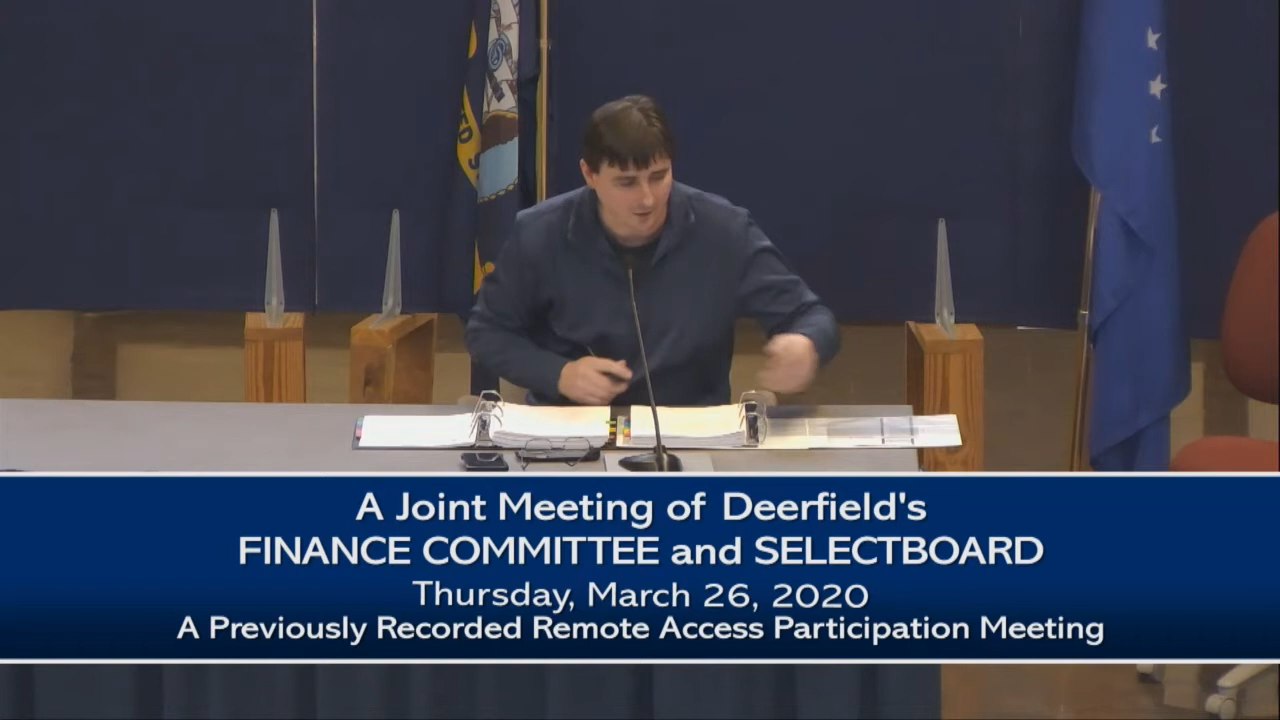 A Joint Meeting of Deerfield's
FINANCE COMMITTEE and SELECTBOARD
Thursday, March 26, 2020
A Previously Recorded Remote Access Participation Meeting